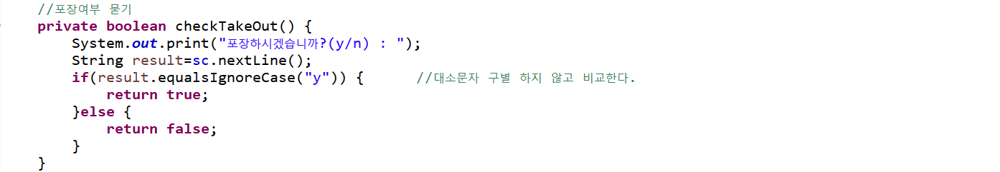 //포장여부 묻기
private boolean checkTakeOut() {
System.out.print("포장하시겠습니까?(y/n) : ");
String result=sc.nextLine();
if(result.equalsIgnoreCase("y")) {      //대소문자 구별 하지 않고 비교한다.
return true;
}else {
return false;
}
}